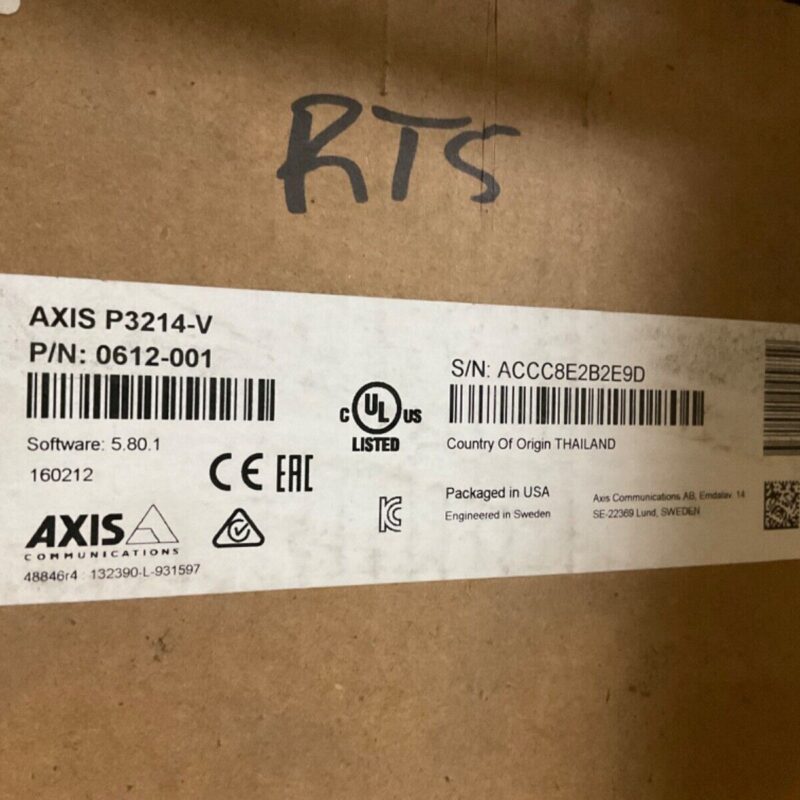 RTS
AXIS P3214-V
P/N: 0612-001
Software: 5.80.1
160212
CE EAC
AXIS
COMMUNICATIONS
48846r4 132390-L-931597
C UL US
LISTED
S/N: ACCC8E2B2E9D
Country Of Origin THAILAND
Packaged in USA
Engineered in Sweden
Axis Communications AB, Emdalav. 14
SE-22369 Lund, SWEDEN